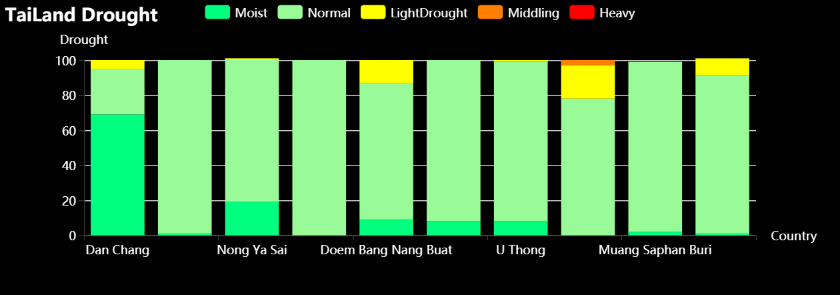 TaiLand Drought
Moist Normal LightDrought Middling Heavy
Drought
100
80
60
40
20
0
Dan Chang Nong Ya Sai Doem Bang Nang Buat U Thong Muang Saphan Buri
Country